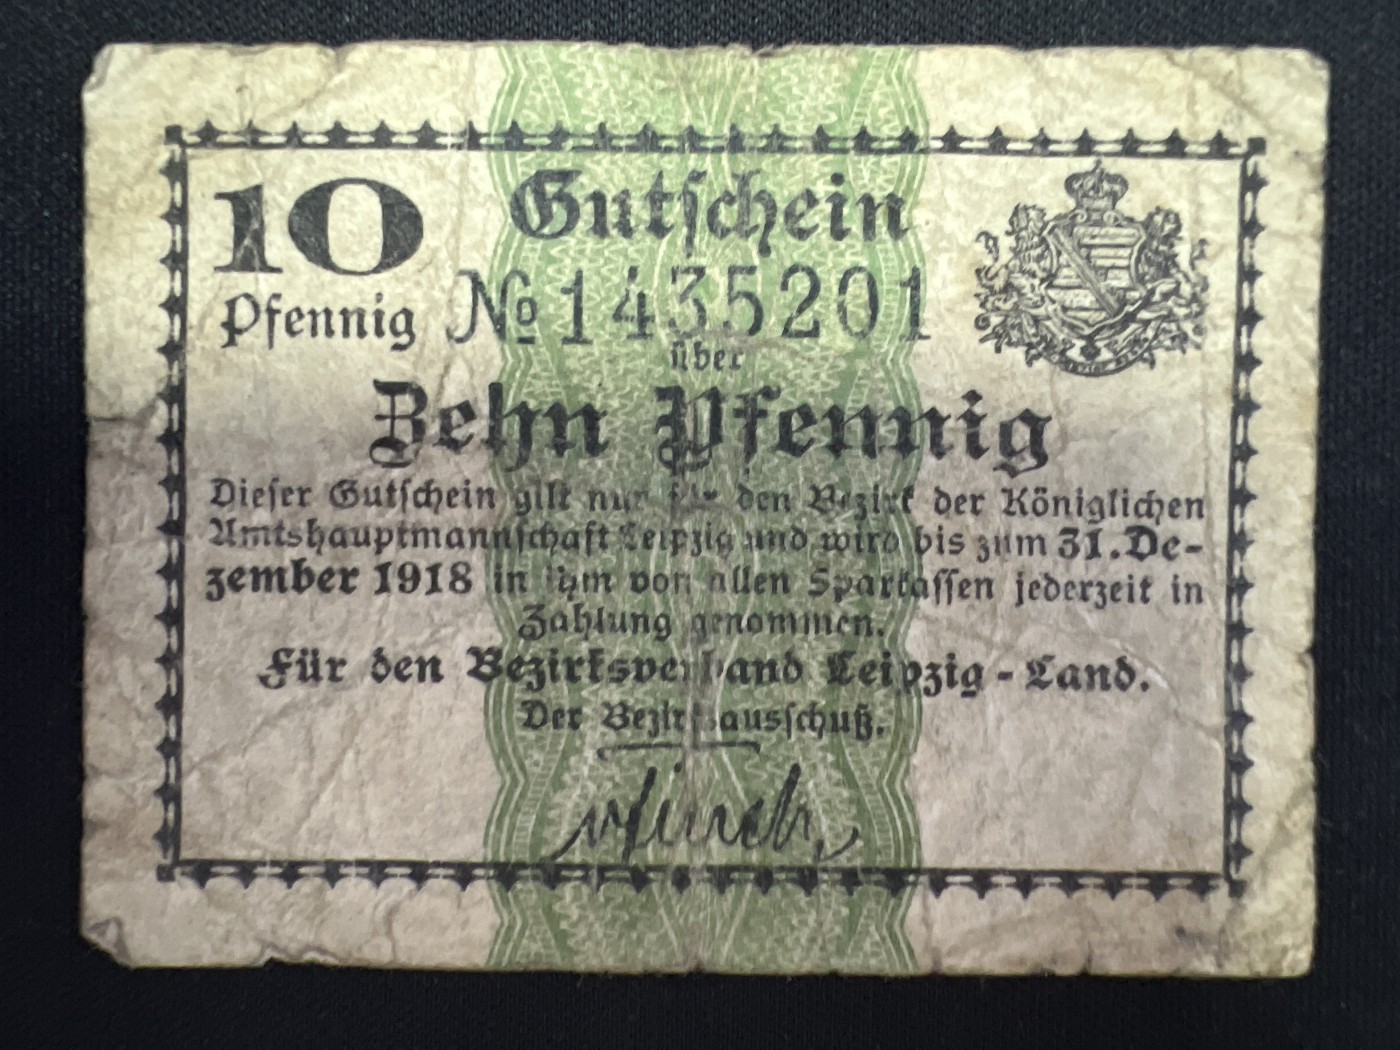 10
Gutschein
Pfennig
№ 1435201
über
Zehn Pfennig
Dieser Gutschein gilt nur für den Bezirk der Königlichen
Amtshauptmannschaft Leipzig und wird bis zum 31. De-
zember 1918 in ihm von allen Sparkassen jederzeit in
Zahlung genommen.
Für den Bezirksverband Leipzig-Land.
Der Bezirksausschuß.